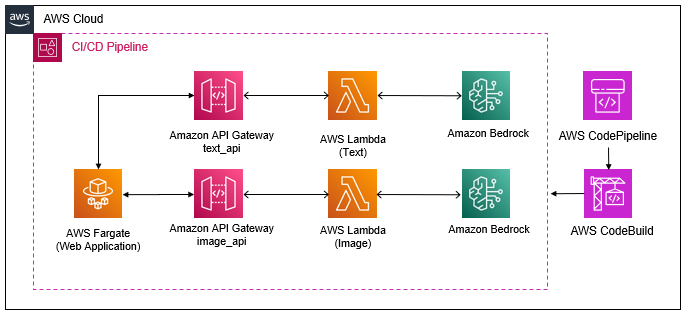 aws
AWS Cloud
CI/CD Pipeline
Amazon API Gateway
text_api
AWS Lambda
(Text)
Amazon Bedrock
AWS CodePipeline
AWS Fargate
(Web Application)
Amazon API Gateway
image_api
AWS Lambda
(Image)
Amazon Bedrock
AWS CodeBuild